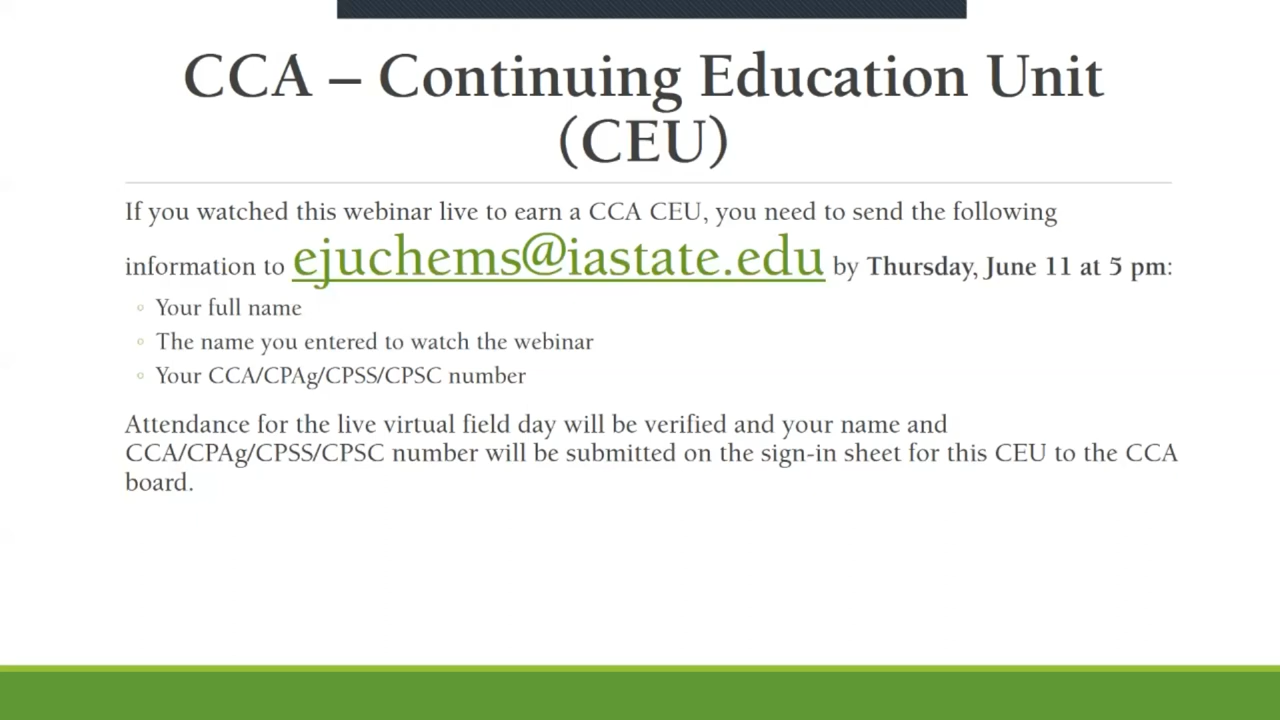 CCA – Continuing Education Unit
(CEU)
If you watched this webinar live to earn a CCA CEU, you need to send the following
information to ejuchems@iastate.edu by Thursday, June 11 at 5 pm:
◦ Your full name
◦ The name you entered to watch the webinar
◦ Your CCA/CPAg/CPSS/CPSC number
Attendance for the live virtual field day will be verified and your name and
CCA/CPAg/CPSS/CPSC number will be submitted on the sign-in sheet for this CEU to the CCA
board.